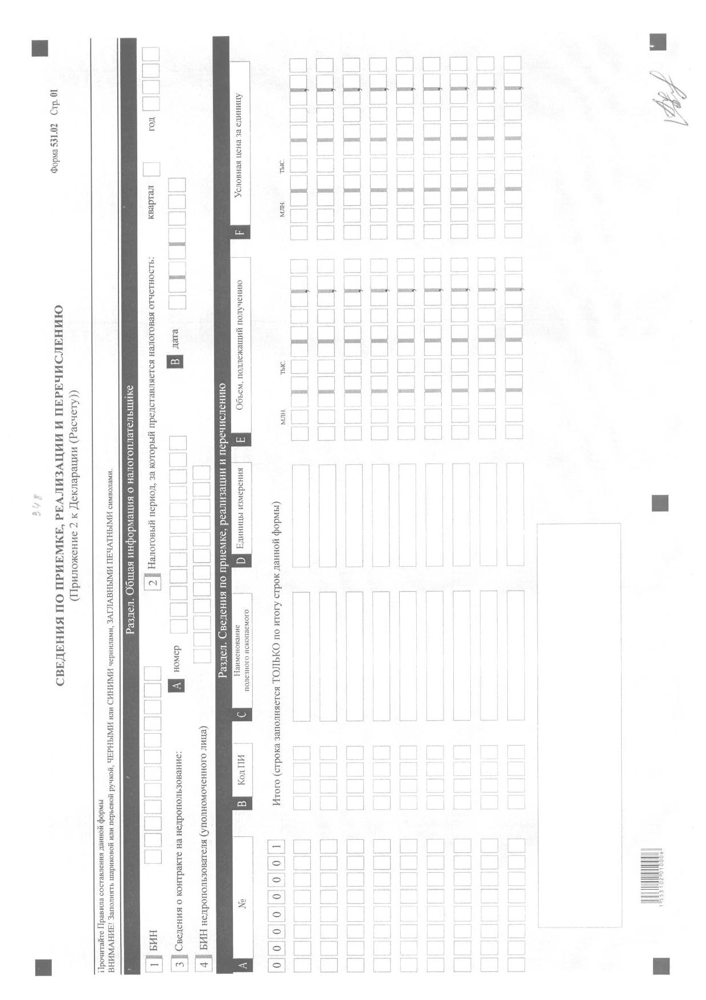 348
Форма 531.02 Стр. 01
СВЕДЕНИЯ ПО ПРИЕМКЕ, РЕАЛИЗАЦИИ И ПЕРЕЧИСЛЕНИЮ
(Приложение 2 к Декларации (Расчету))
Прочитайте Правила составления данной формы
ВНИМАНИЕ! Заполнять шариковой или перьевой ручкой, ЧЕРНЫМИ или СИНИМИ чернилами, ЗАГЛАВНЫМИ ПЕЧАТНЫМИ символами.
Раздел. Общая информация о налогоплательщике
1 БИН 2 Налоговый период, за который представляется налоговая отчетность: квартал год
3 Сведения о контракте на недропользование: A номер B дата
4 БИН недропользователя (уполномоченного лица)
Раздел. Сведения по приемке, реализации и перечислению
A № B Код ПИ C Наименование полезного ископаемого D Единицы измерения E Объем, подлежащий получению F Условная цена за единицу
млн. тыс. млн. тыс.
0 0 0 0 0 0 0 1 Итого (строка заполняется ТОЛЬКО по итогу строк данной формы)
1553102010006